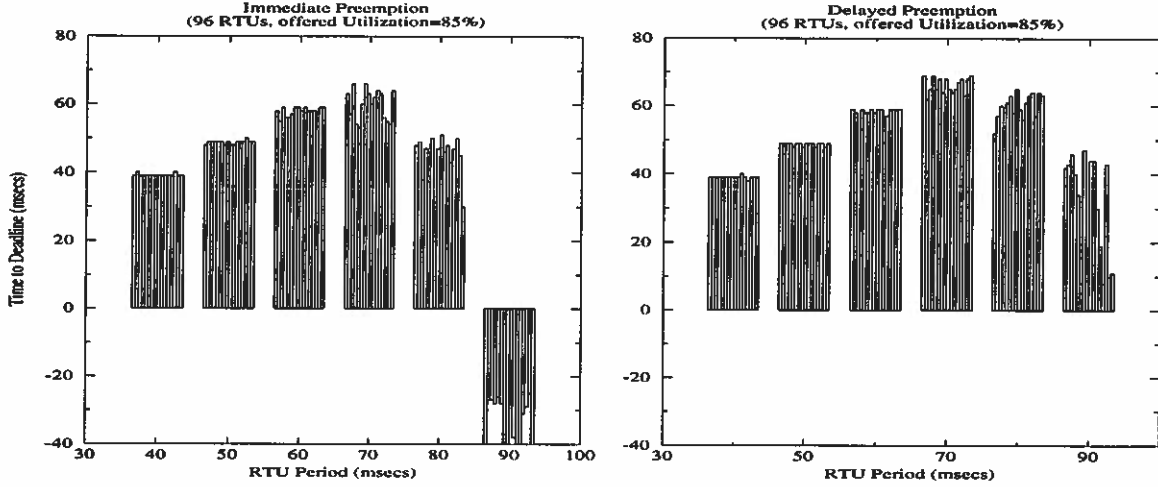 Immediate Preemption
(96 RTUs, offered Utilization=85%)
80
60
40
20
0
-20
-40
Time to Deadline (msecs)
30 40 50 60 70 80 90 100
RTU Period (msecs)
Delayed Preemption
(96 RTUs, offered Utilization=85%)
80
60
40
20
0
-20
-40
30 50 70 90
RTU Period (msecs)